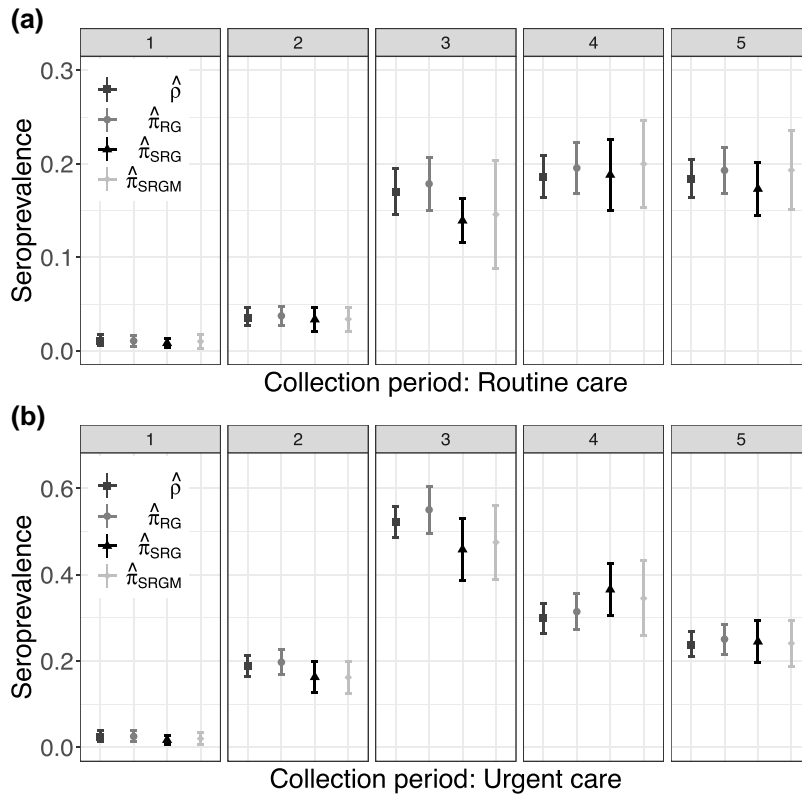 (a)
1 2 3 4 5
Seroprevalence
0.3
0.2
0.1
0.0
ρ̂
π̂RG
π̂SRG
π̂SRGM
Collection period: Routine care
(b)
1 2 3 4 5
Seroprevalence
0.6
0.4
0.2
0.0
ρ̂
π̂RG
π̂SRG
π̂SRGM
Collection period: Urgent care